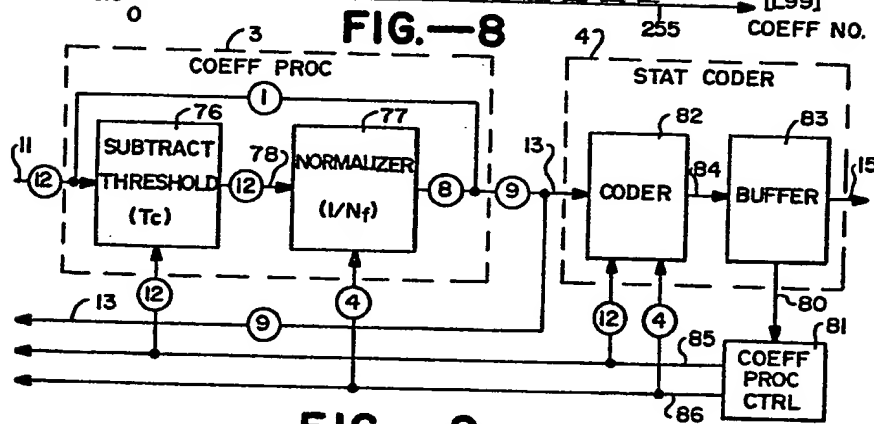 [L99]
0
255
COEFF NO.
FIG.—8
3
COEFF PROC
4
STAT CODER
1
76
77
82
83
11
12
SUBTRACT
THRESHOLD
(Tc)
12
78
NORMALIZER
(1/Nf)
8
9
13
CODER
84
BUFFER
15
12
4
12
4
80
81
13
9
85
86
COEFF
PROC
CTRL